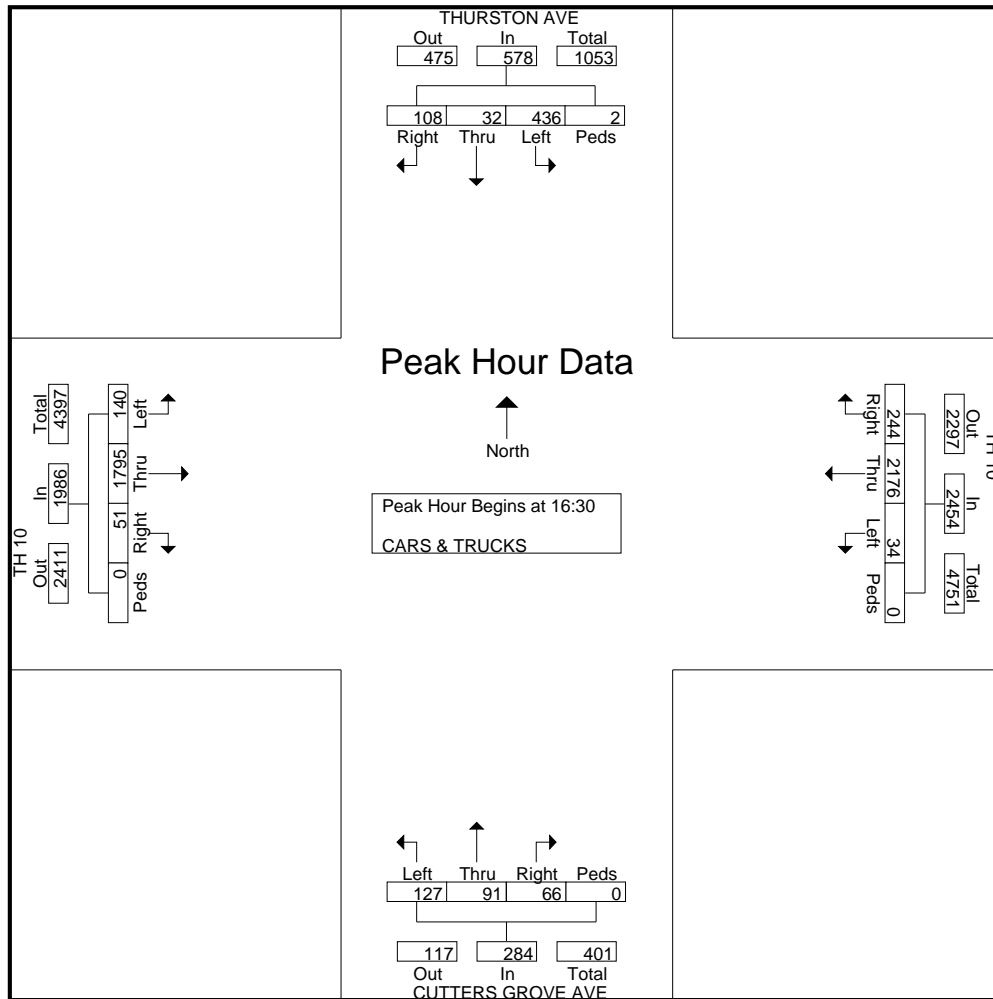 THURSTON AVE
Out In Total
475 578 1053
108 32 436 2
Right Thru Left Peds
Peak Hour Data
North
Peak Hour Begins at 16:30
CARS & TRUCKS
TH 10
Total In Out
4397 1986 2411
140 1795 51 0
Left Thru Right Peds
TH 10
Out In Total
2297 2454 4751
244 2176 34 0
Right Thru Left Peds
Left Thru Right Peds
127 91 66 0
117 284 401
Out In Total
CUTTERS GROVE AVE